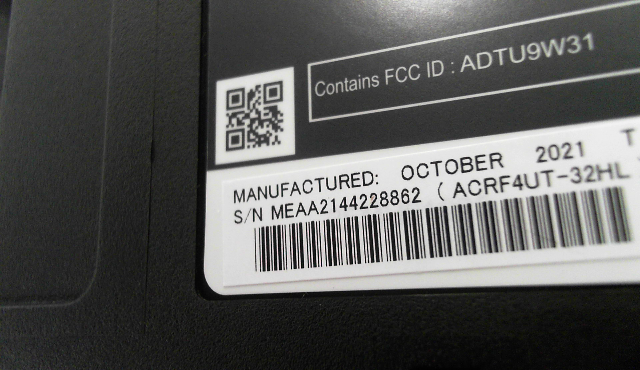 Contains FCC ID : ADTU9W31
MANUFACTURED: OCTOBER 2021 T
S/N MEAA2144228862 ( ACRF4UT-32HL